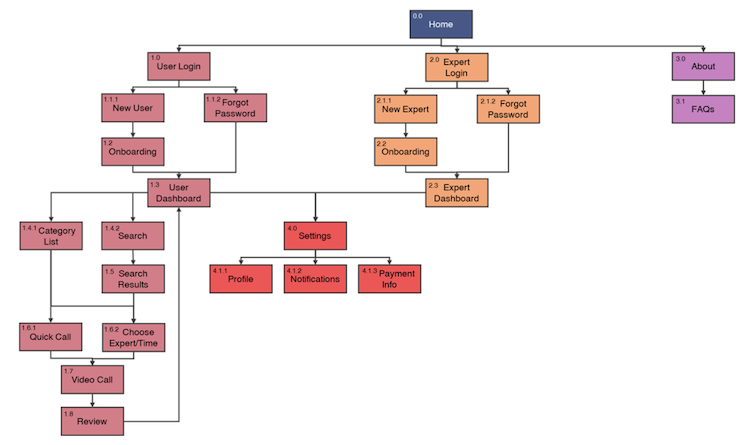 0.0
Home
1.0
User Login
2.0 Expert
Login
3.0
About
1.1.1
New User
1.1.2 Forgot
Password
2.1.1
New Expert
2.1.2 Forgot
Password
3.1
FAQs
1.2
Onboarding
2.2
Onboarding
1.3 User
Dashboard
2.3 Expert
Dashboard
1.4.1 Category
List
1.4.2
Search
4.0
Settings
1.5 Search
Results
4.1.1
Profile
4.1.2
Notifications
4.1.3 Payment
Info
1.6.1
Quick Call
1.6.2 Choose
Expert/Time
1.7
Video Call
1.8
Review